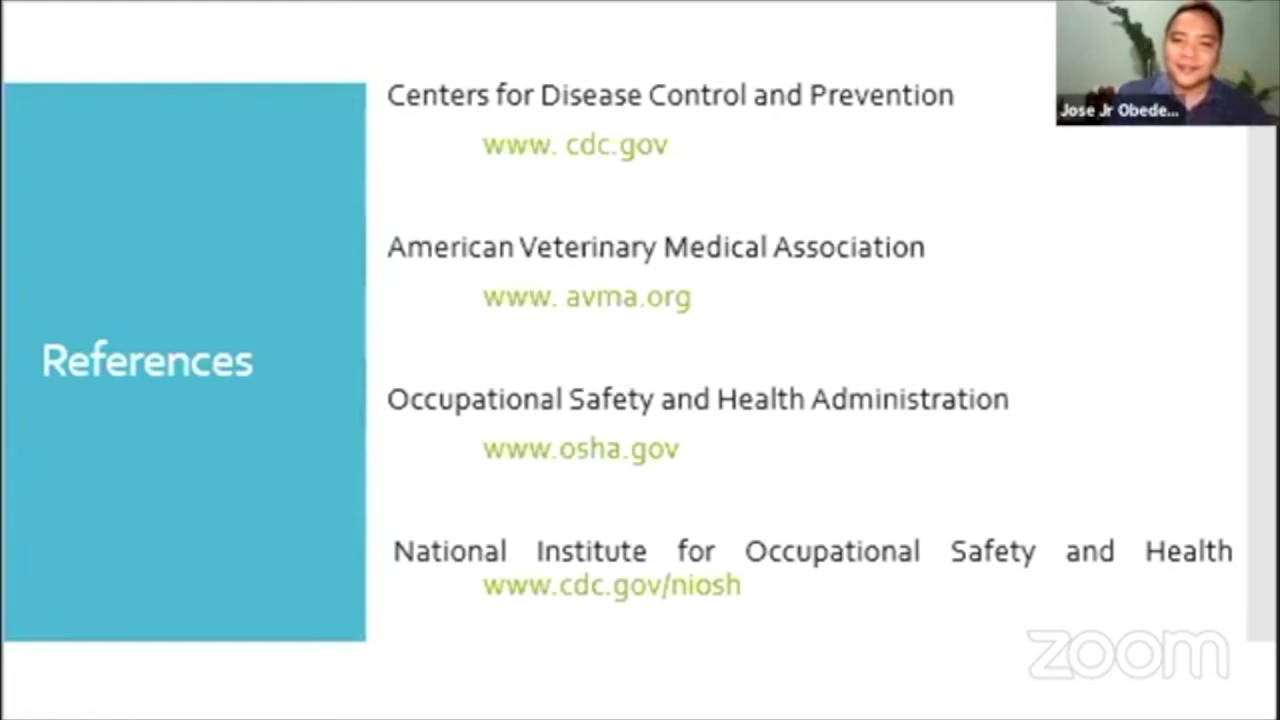 References
Centers for Disease Control and Prevention
www. cdc.gov
American Veterinary Medical Association
www. avma.org
Occupational Safety and Health Administration
www.osha.gov
National Institute for Occupational Safety and Health
www.cdc.gov/niosh
Jose Jr Obede...
zoom